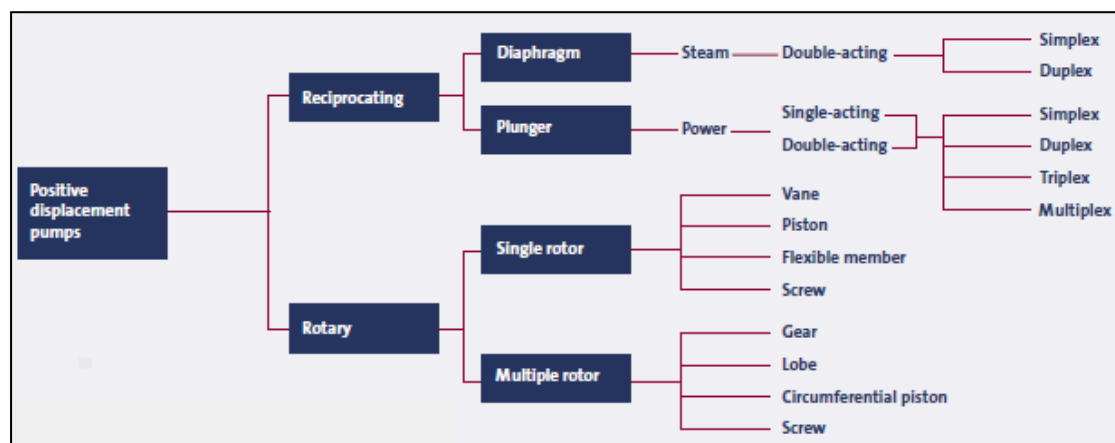 Positive
displacement
pumps
Reciprocating
Diaphragm
Steam
Double-acting
Simplex
Duplex
Plunger
Power
Single-acting
Double-acting
Simplex
Duplex
Triplex
Multiplex
Rotary
Single rotor
Vane
Piston
Flexible member
Screw
Multiple rotor
Gear
Lobe
Circumferential piston
Screw